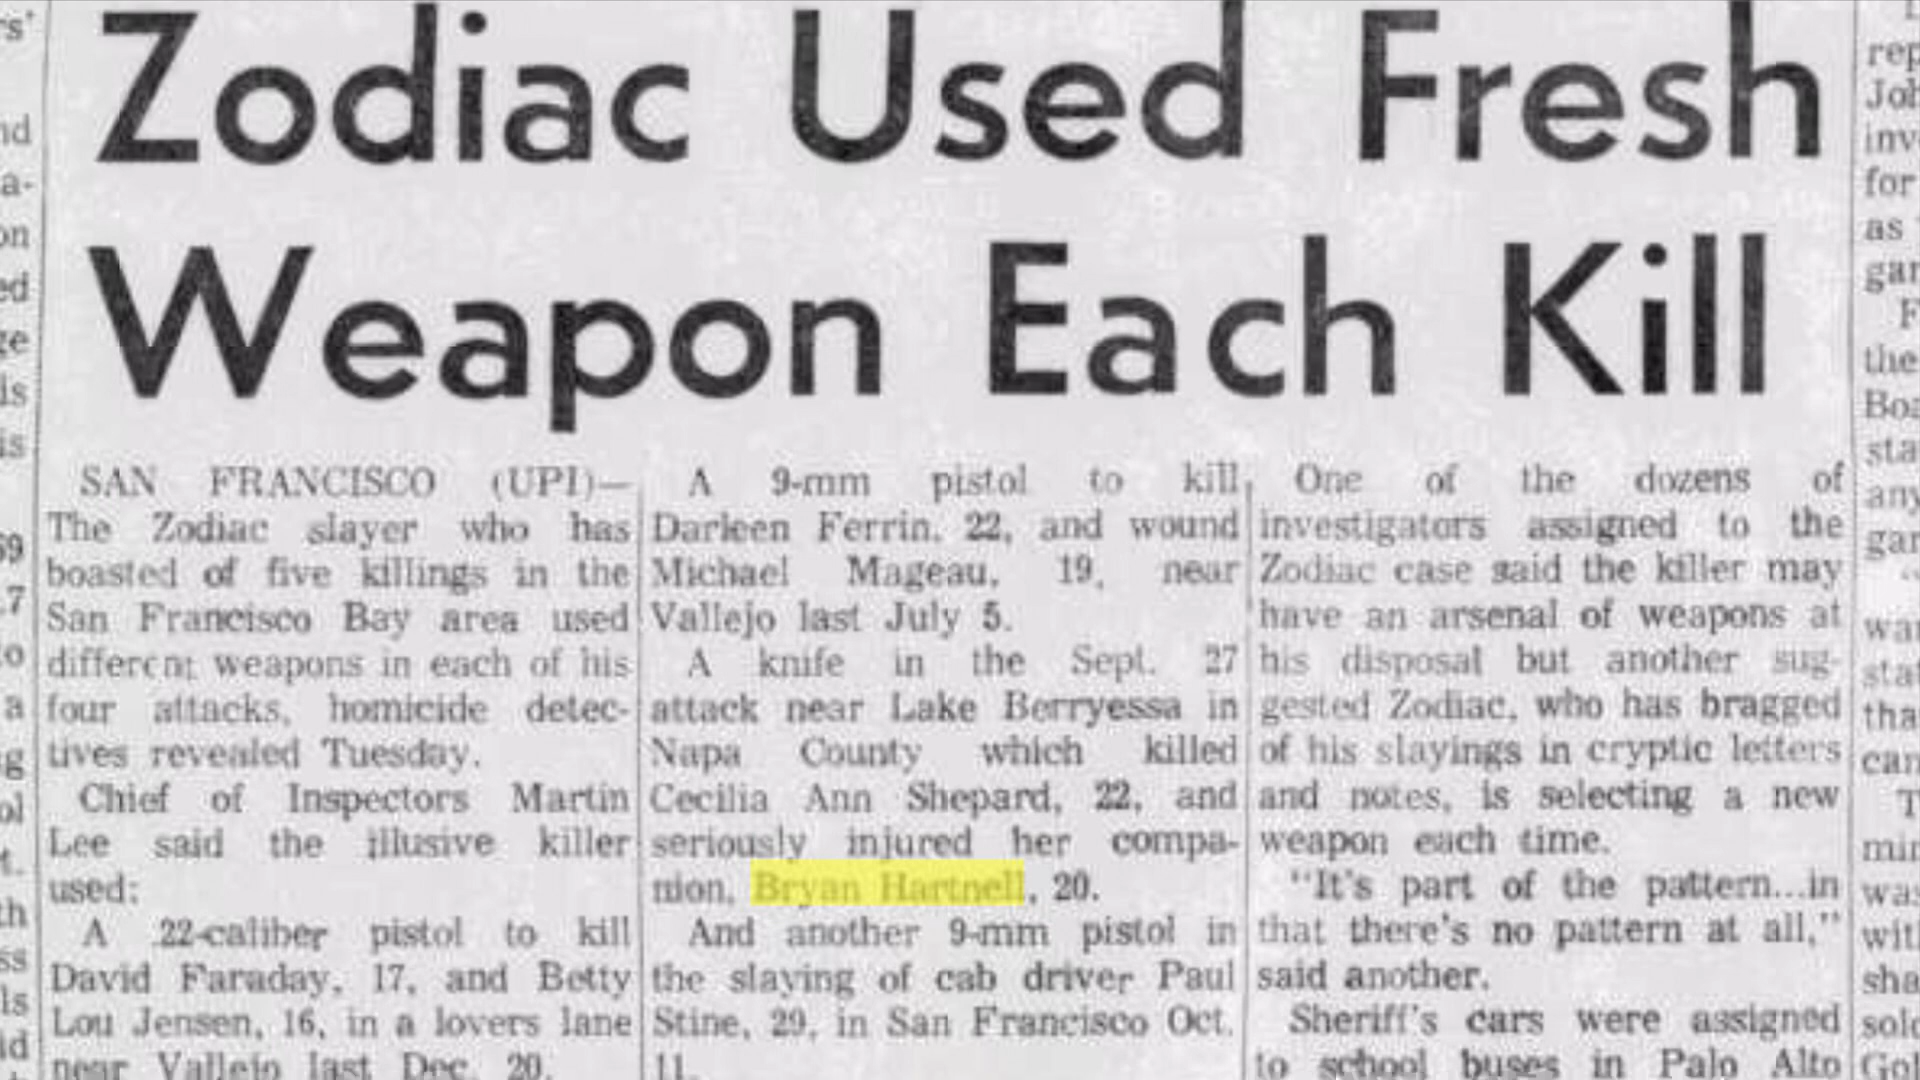 Zodiac Used Fresh
Weapon Each Kill
SAN FRANCISCO (UPI)—
The Zodiac slayer who has
boasted of five killings in the
San Francisco Bay area used
different weapons in each of his
four attacks, homicide detec-
tives revealed Tuesday.
Chief of Inspectors Martin
Lee said the illusive killer
used:
A .22-caliber pistol to kill
David Faraday, 17, and Betty
Lou Jensen, 16, in a lovers lane
near Vallejo last Dec. 20.
A 9-mm pistol to kill
Darleen Ferrin, 22, and wound
Michael Mageau, 19, near
Vallejo last July 5.
A knife in the Sept. 27
attack near Lake Berryessa in
Napa County which killed
Cecilia Ann Shepard, 22, and
seriously injured her compa-
nion, Bryan Hartnell, 20.
And another 9-mm pistol in
the slaying of cab driver Paul
Stine, 29, in San Francisco Oct.
11.
One of the dozens of
investigators assigned to the
Zodiac case said the killer may
have an arsenal of weapons at
his disposal but another sug-
gested Zodiac, who has bragged
of his slayings in cryptic letters
and notes, is selecting a new
weapon each time.
"It's part of the pattern...in
that there's no pattern at all,"
said another.
Sheriff's cars were assigned
to school buses in Palo Alto